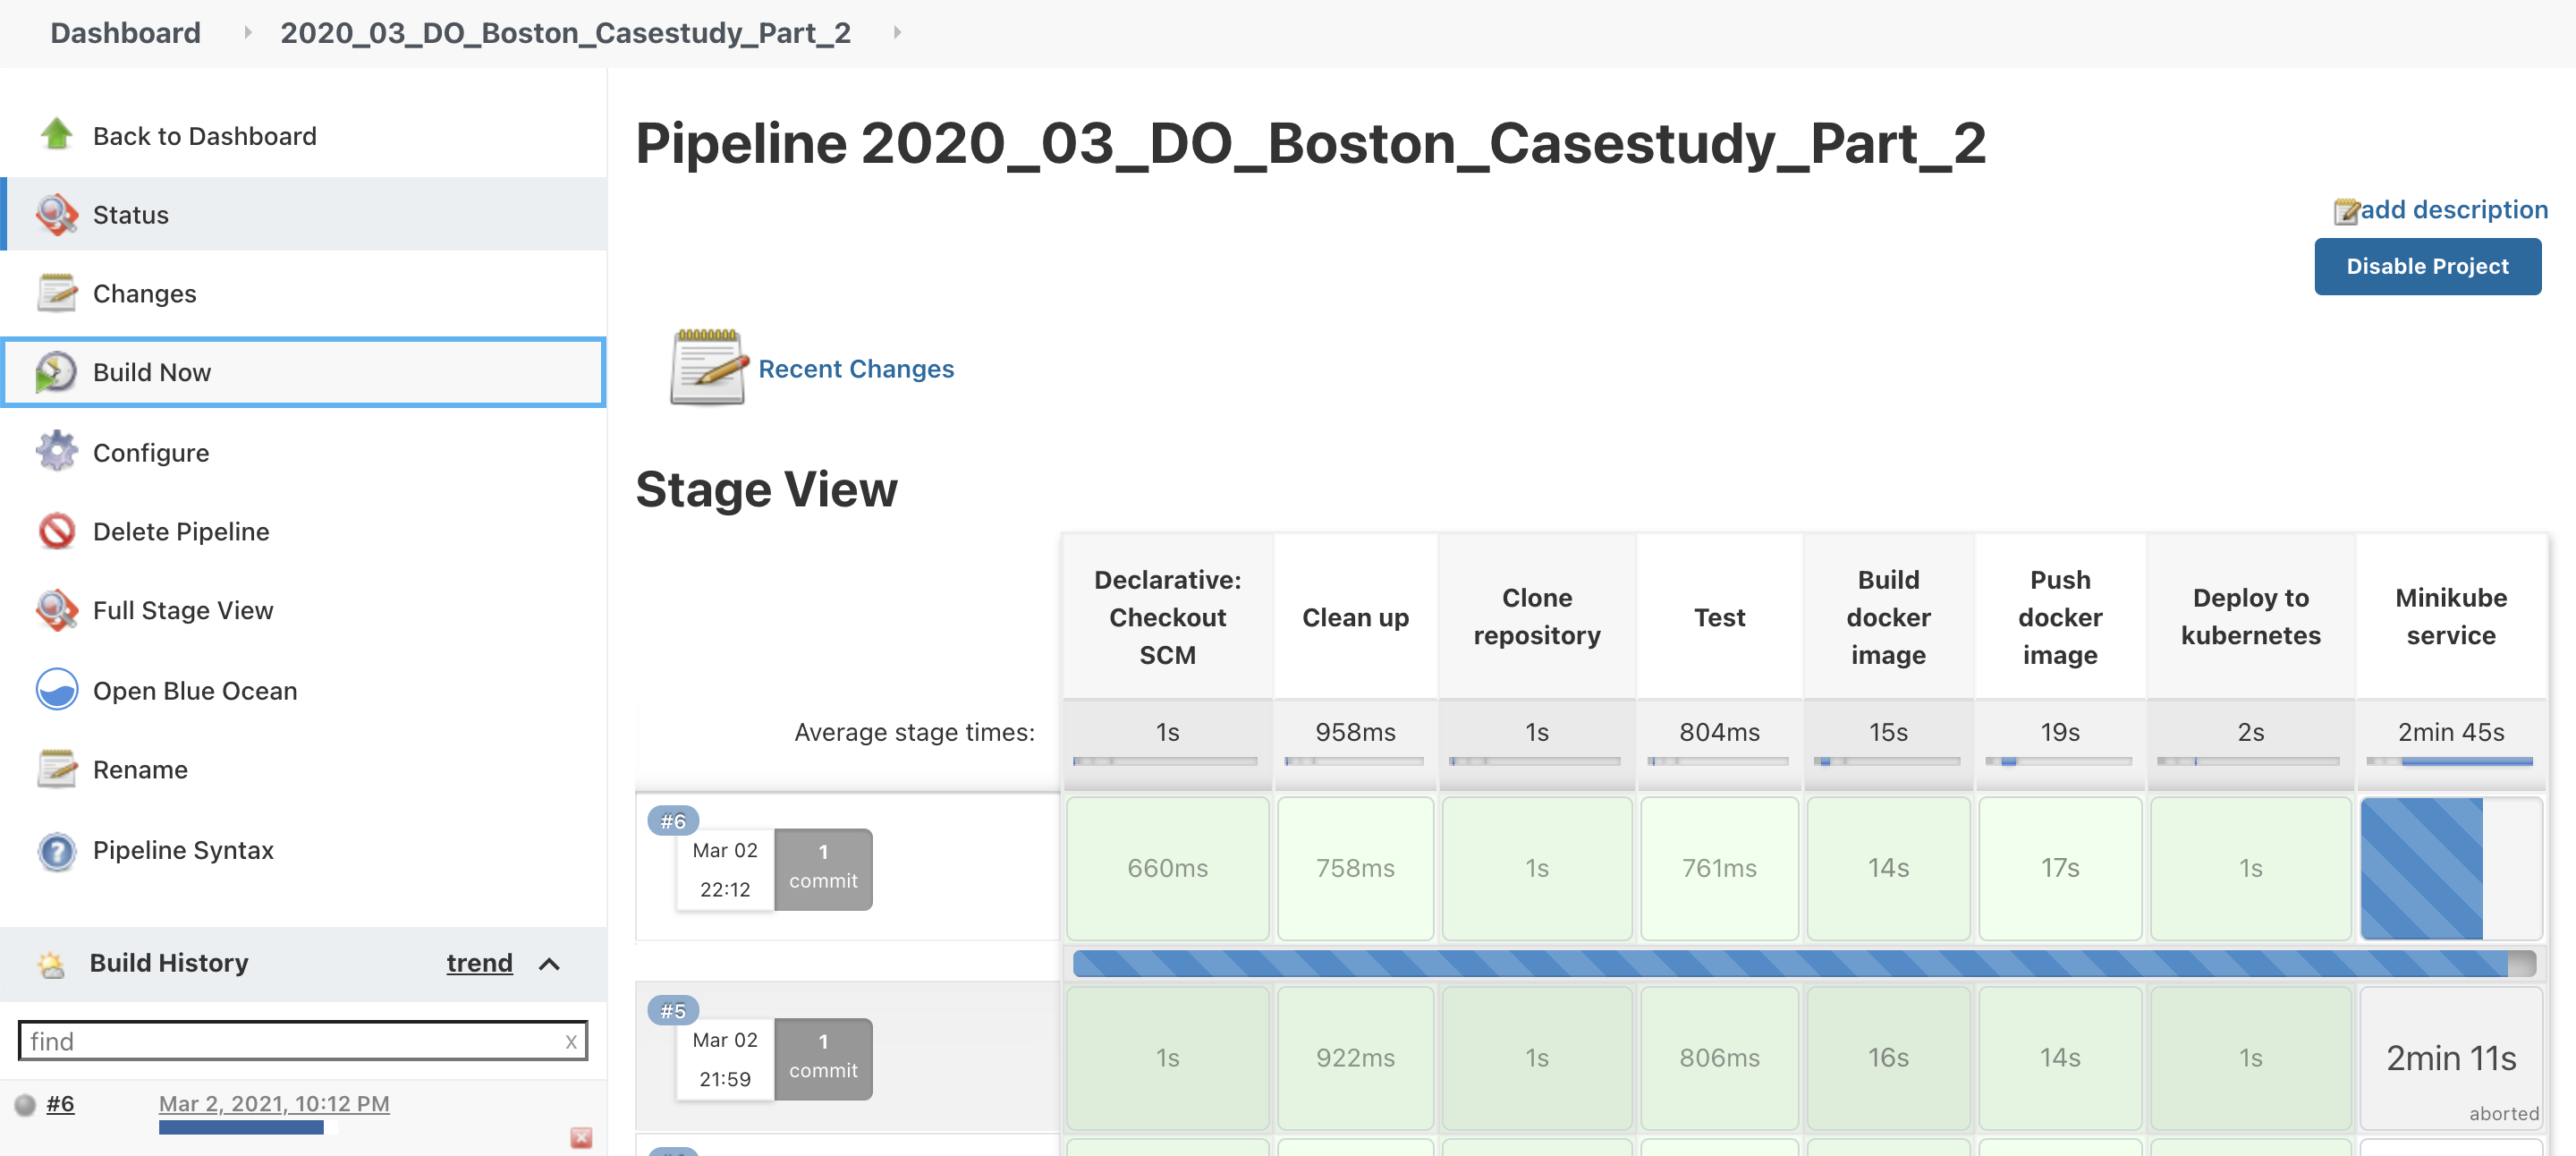 Dashboard 2020_03_DO_Boston_Casestudy_Part_2
Back to Dashboard
Status
Changes
Build Now
Configure
Delete Pipeline
Full Stage View
Open Blue Ocean
Rename
Pipeline Syntax
Build History trend
find x
#6 Mar 2, 2021, 10:12 PM
Pipeline 2020_03_DO_Boston_Casestudy_Part_2
add description
Disable Project
Recent Changes
Stage View
Declarative:
Checkout
SCM
Clean up
Clone
repository
Test
Build
docker
image
Push
docker
image
Deploy to
kubernetes
Minikube
service
Average stage times: 1s 958ms 1s 804ms 15s 19s 2s 2min 45s
#6
Mar 02
22:12
1
commit
660ms 758ms 1s 761ms 14s 17s 1s
#5
Mar 02
21:59
1
commit
1s 922ms 1s 806ms 16s 14s 1s 2min 11s
aborted